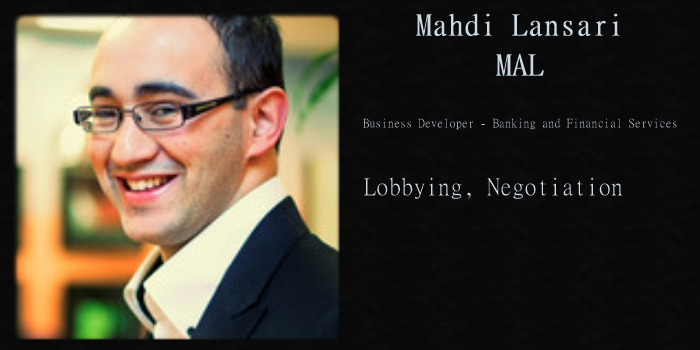 Mahdi Lansari
MAL
Business Developer - Banking and Financial Services
Lobbying, Negotiation